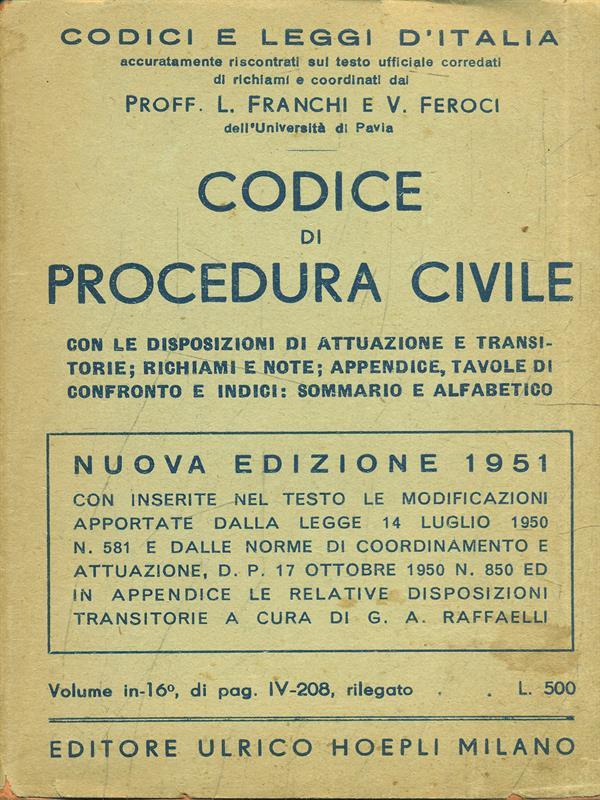 CODICI E LEGGI D'ITALIA
accuratamente riscontrati sul testo ufficiale corredati
di richiami e coordinati dai
PROFF. L. FRANCHI E V. FEROCI
dell'Università di Pavia
CODICE
DI
PROCEDURA CIVILE
CON LE DISPOSIZIONI DI ATTUAZIONE E TRANSI-
TORIE; RICHIAMI E NOTE; APPENDICE, TAVOLE DI
CONFRONTO E INDICI: SOMMARIO E ALFABETICO
NUOVA EDIZIONE 1951
CON INSERITE NEL TESTO LE MODIFICAZIONI
APPORTATE DALLA LEGGE 14 LUGLIO 1950
N. 581 E DALLE NORME DI COORDINAMENTO E
ATTUAZIONE, D. P. 17 OTTOBRE 1950 N. 850 ED
IN APPENDICE LE RELATIVE DISPOSIZIONI
TRANSITORIE A CURA DI G. A. RAFFAELLI
Volume in-16º, di pag. IV-208, rilegato . . L. 500
EDITORE ULRICO HOEPLI MILANO